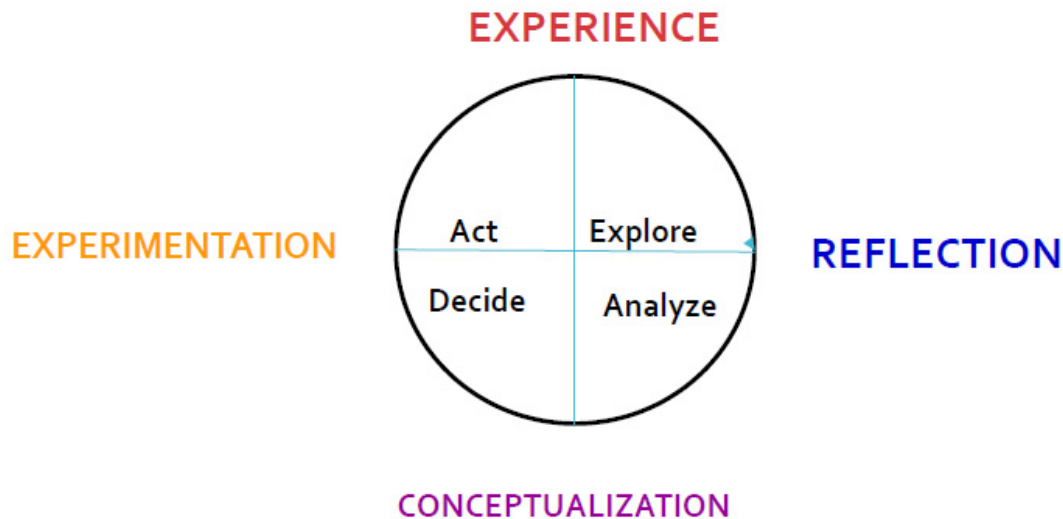 EXPERIENCE
Act
Explore
EXPERIMENTATION
REFLECTION
Decide
Analyze
CONCEPTUALIZATION